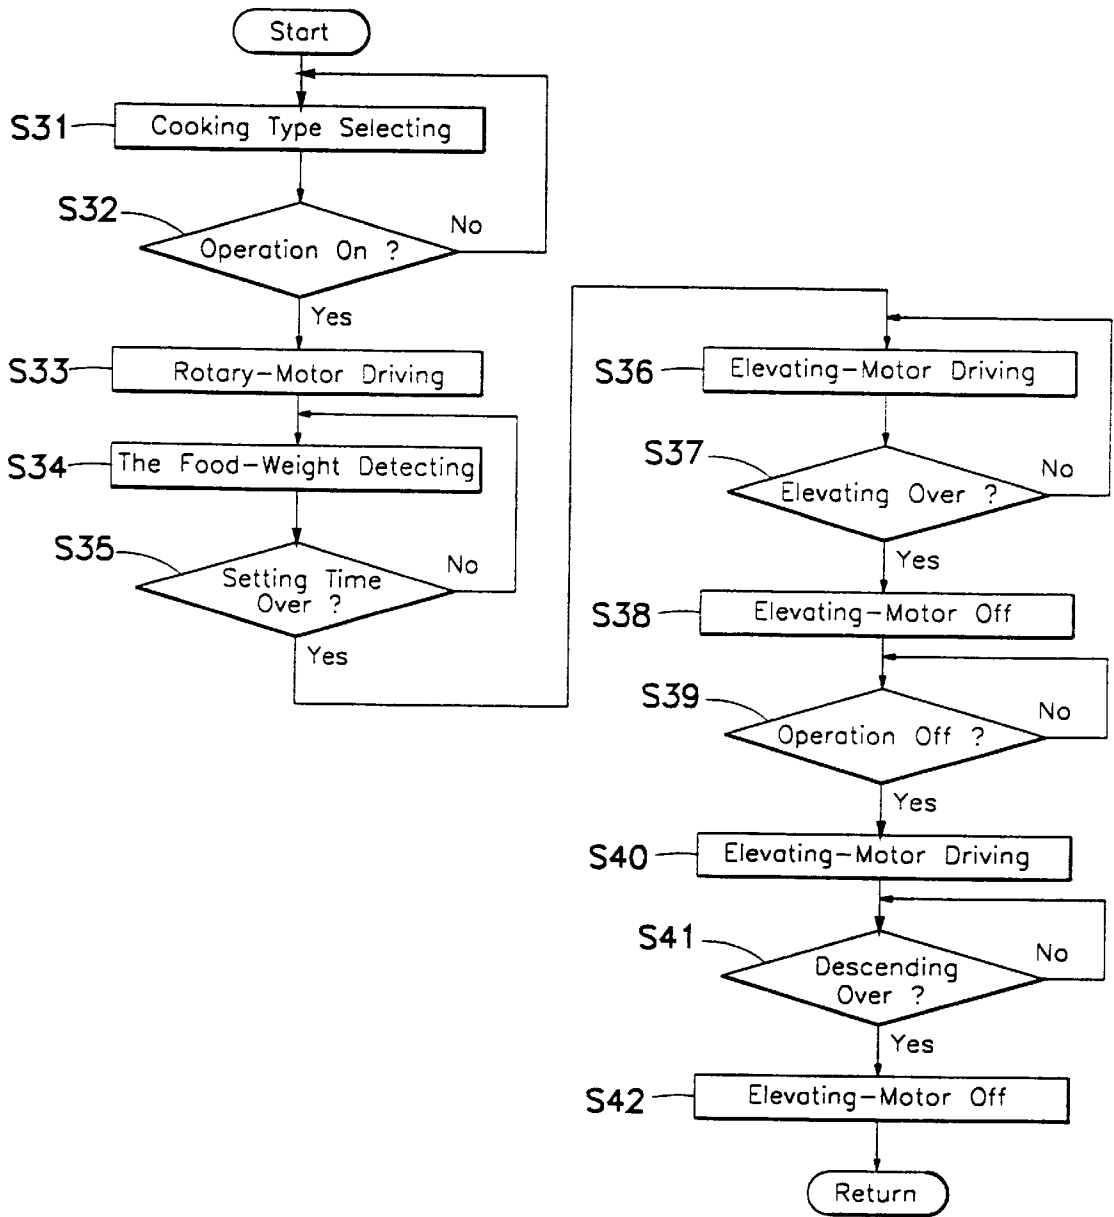 Start
S31
Cooking Type Selecting
S32
Operation On ?
No
Yes
S33
Rotary-Motor Driving
S34
The Food-Weight Detecting
S35
Setting Time
Over ?
No
Yes
S36
Elevating-Motor Driving
S37
Elevating Over ?
No
Yes
S38
Elevating-Motor Off
S39
Operation Off ?
No
Yes
S40
Elevating-Motor Driving
S41
Descending
Over ?
No
Yes
S42
Elevating-Motor Off
Return